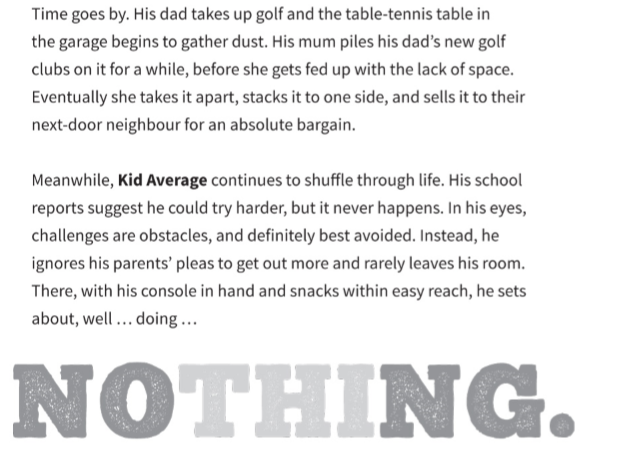 Time goes by. His dad takes up golf and the table-tennis table in
the garage begins to gather dust. His mum piles his dad’s new golf
clubs on it for a while, before she gets fed up with the lack of space.
Eventually she takes it apart, stacks it to one side, and sells it to their
next-door neighbour for an absolute bargain.
Meanwhile, Kid Average continues to shuffle through life. His school
reports suggest he could try harder, but it never happens. In his eyes,
challenges are obstacles, and definitely best avoided. Instead, he
ignores his parents’ pleas to get out more and rarely leaves his room.
There, with his console in hand and snacks within easy reach, he sets
about, well … doing …
NOTHING.